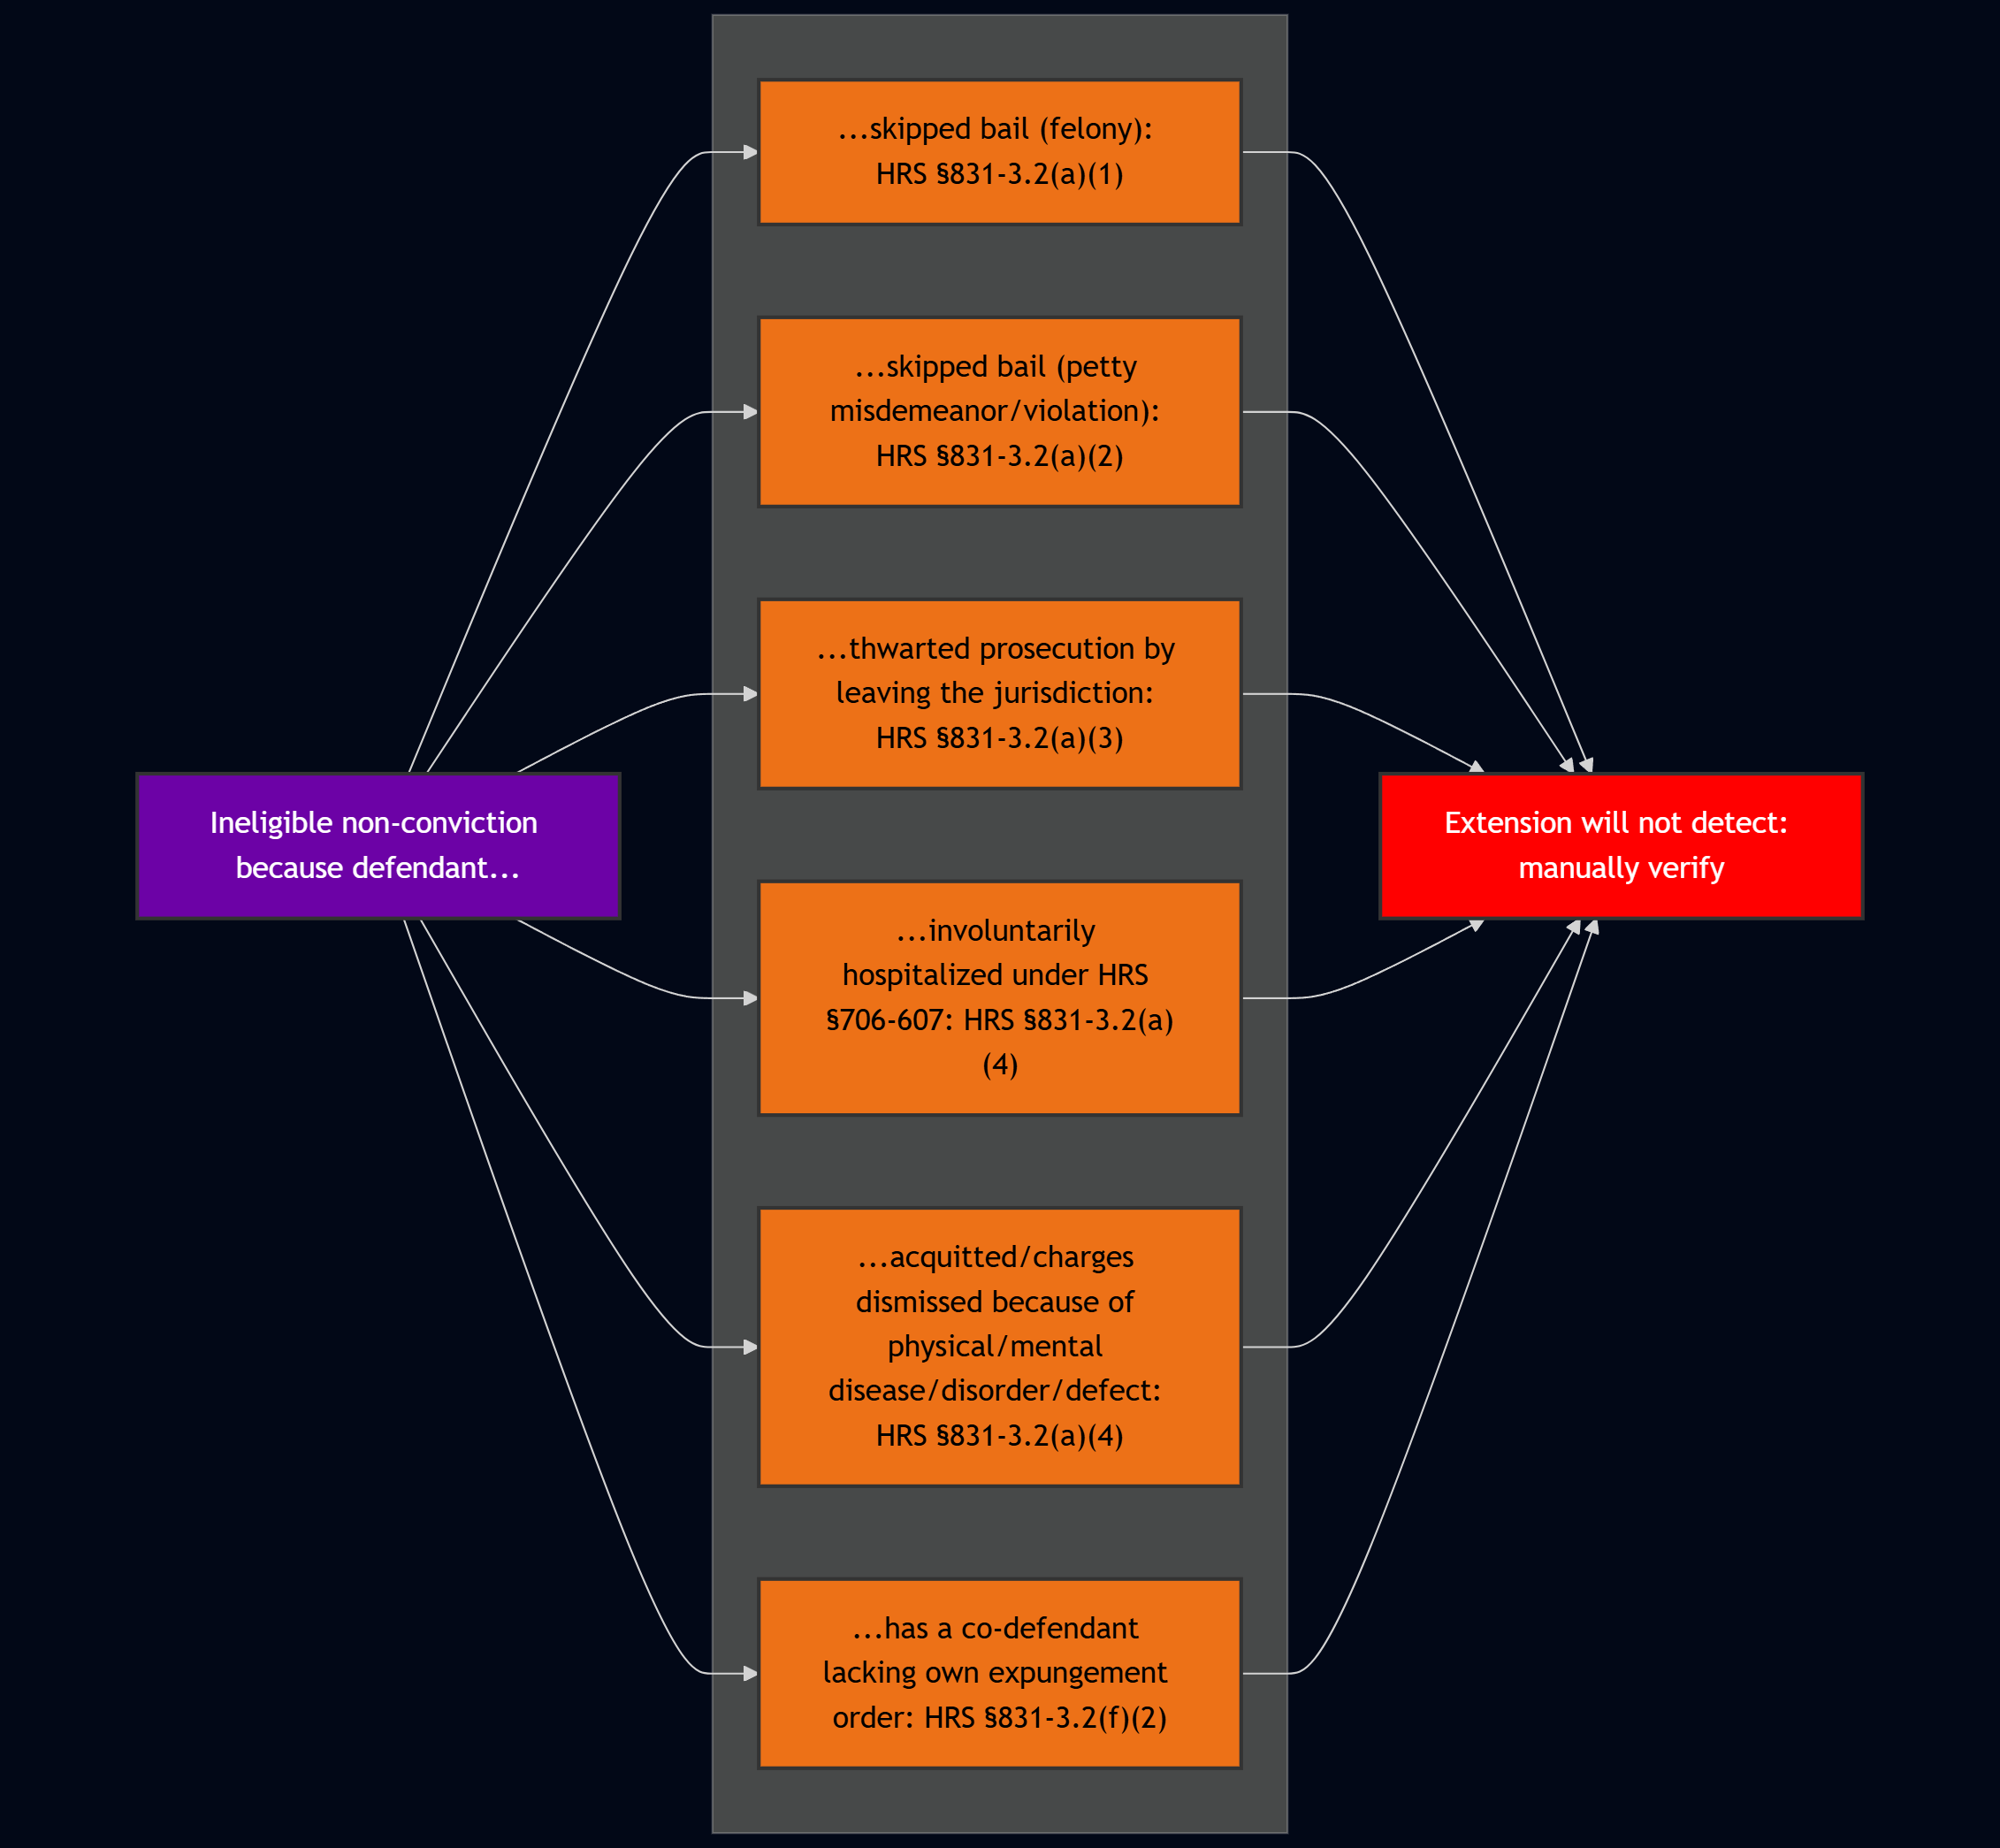 ...skipped bail (felony):
HRS §831-3.2(a)(1)
...skipped bail (petty
misdemeanor/violation):
HRS §831-3.2(a)(2)
...thwarted prosecution by
leaving the jurisdiction:
HRS §831-3.2(a)(3)
Ineligible non-conviction
because defendant...
Extension will not detect:
manually verify
...involuntarily
hospitalized under HRS
§706-607: HRS §831-3.2(a)
(4)
...acquitted/charges
dismissed because of
physical/mental
disease/disorder/defect:
HRS §831-3.2(a)(4)
...has a co-defendant
lacking own expungement
order: HRS §831-3.2(f)(2)